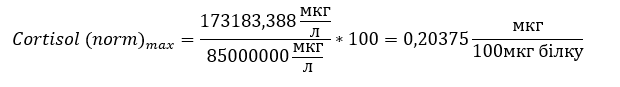 Cortisol (norm)max = 173183,388 мкг/л / 85000000 мкг/л * 100 = 0,20375 мкг / 100мкг білку